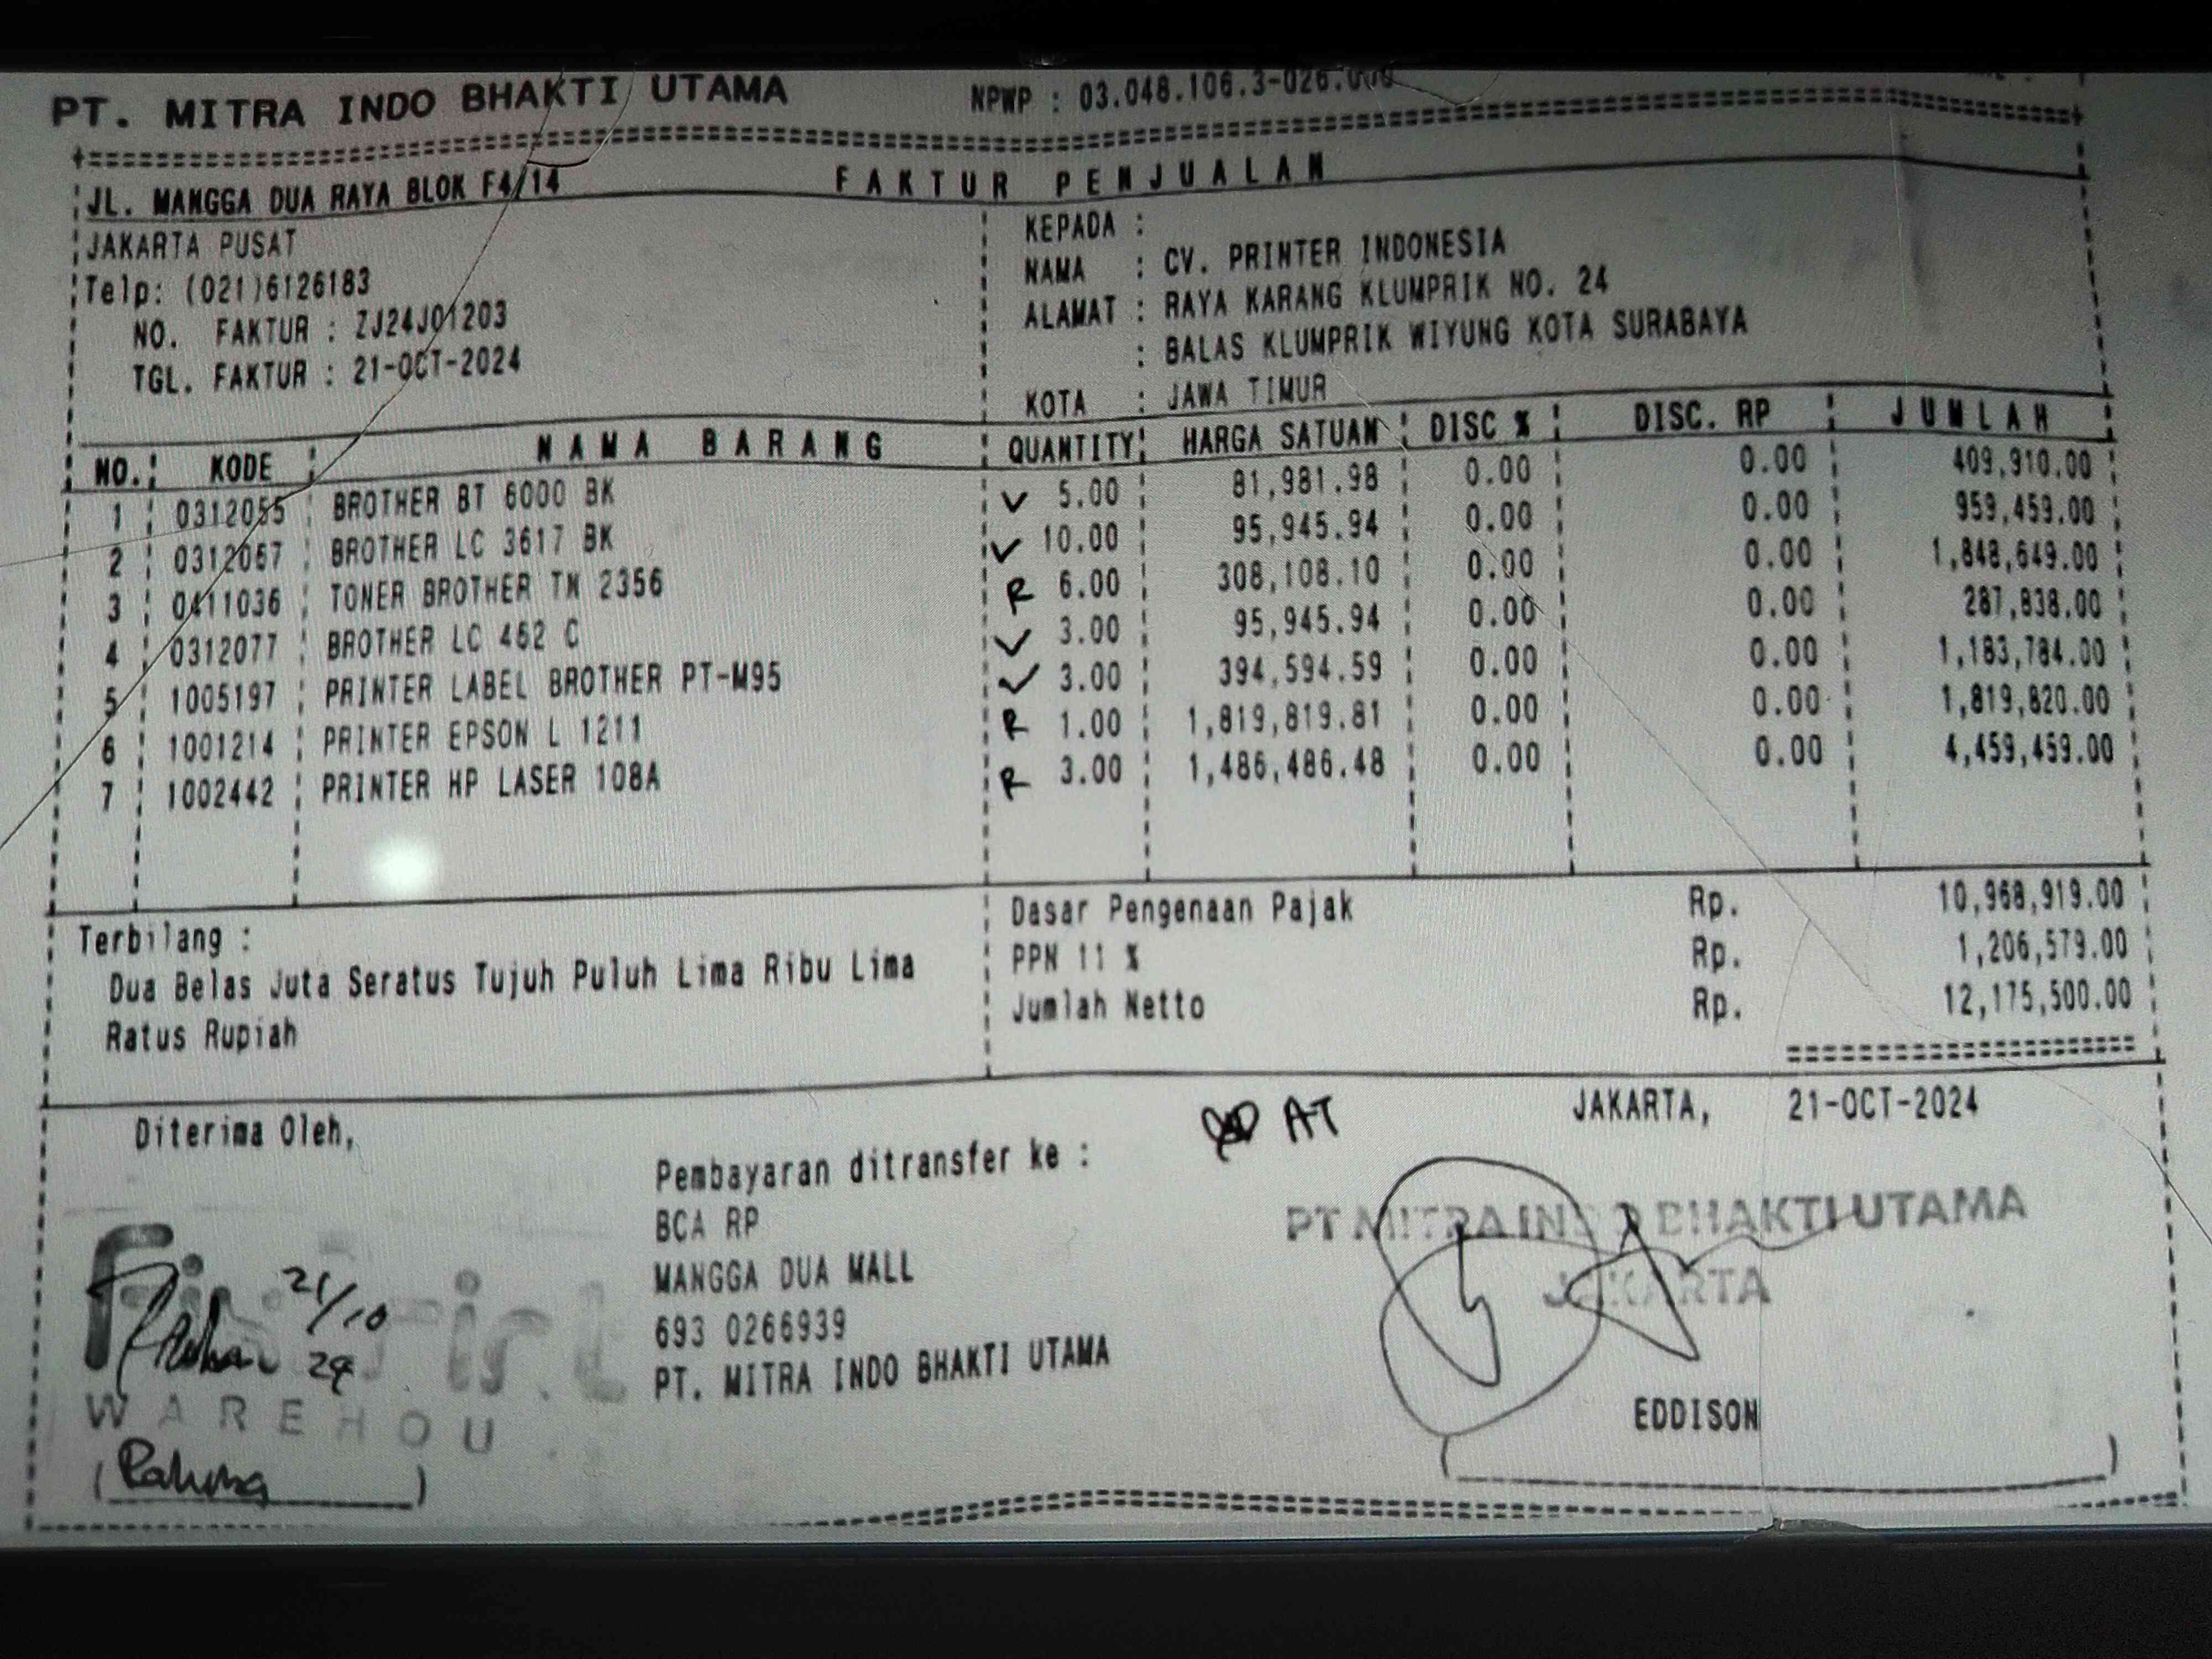 PT. MITRA INDO BHAKTI UTAMA NPWP : 03.048.106.3-026.000
FAKTUR PENJUALAN
JL. MANGGA DUA RAYA BLOK F4/14
JAKARTA PUSAT
Telp: (021)6126183
NO. FAKTUR : ZJ24J01203
TGL. FAKTUR : 21-OCT-2024
KEPADA :
NAMA : CV. PRINTER INDONESIA
ALAMAT : RAYA KARANG KLUMPRIK NO. 24
: BALAS KLUMPRIK WIYUNG KOTA SURABAYA
KOTA : JAWA TIMUR
NO. KODE NAMA BARANG QUANTITY HARGA SATUAN DISC % DISC. RP JUMLAH
1 0312055 BROTHER BT 6000 BK ✓ 5.00 81,981.98 0.00 0.00 409,910.00
2 0312067 BROTHER LC 3617 BK ✓ 10.00 95,945.94 0.00 0.00 959,459.00
3 0411036 TONER BROTHER TN 2356 R 6.00 308,108.10 0.00 0.00 1,848,649.00
4 0312077 BROTHER LC 462 C ✓ 3.00 95,945.94 0.00 0.00 287,838.00
5 1005197 PRINTER LABEL BROTHER PT-M95 ✓ 3.00 394,594.59 0.00 0.00 1,183,784.00
6 1001214 PRINTER EPSON L 1211 R 1.00 1,819,819.81 0.00 0.00 1,819,820.00
7 1002442 PRINTER HP LASER 108A R 3.00 1,486,486.48 0.00 0.00 4,459,459.00
Terbilang :
Dua Belas Juta Seratus Tujuh Puluh Lima Ribu Lima
Ratus Rupiah
Dasar Pengenaan Pajak Rp. 10,968,919.00
PPN 11 % Rp. 1,206,579.00
Jumlah Netto Rp. 12,175,500.00
Diterima Oleh,
21/10
24
WAREHOU
Pembayaran ditransfer ke :
BCA RP
MANGGA DUA MALL
693 0266939
PT. MITRA INDO BHAKTI UTAMA
AT
JAKARTA, 21-OCT-2024
PT MITRA INDO BHAKTI UTAMA
JAKARTA
EDDISON